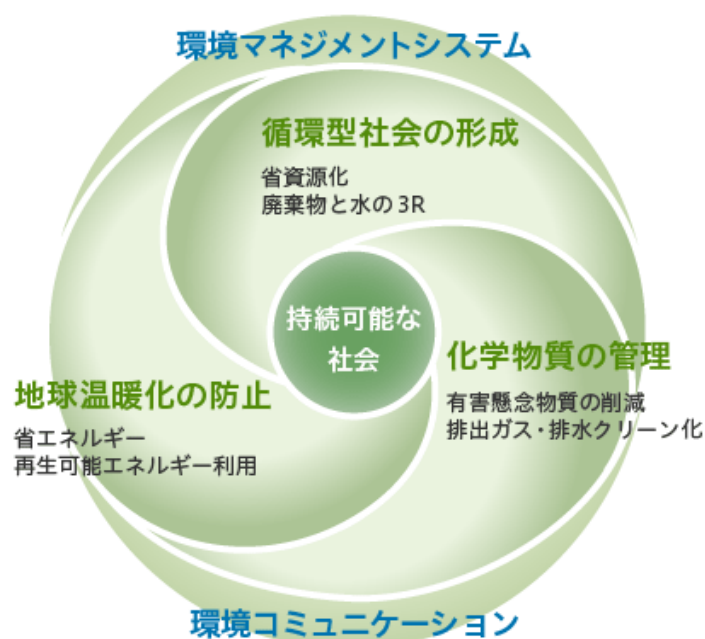 環境マネジメントシステム
循環型社会の形成
省資源化
廃棄物と水の3R
持続可能な
社会
化学物質の管理
有害懸念物質の削減
排出ガス・排水クリーン化
地球温暖化の防止
省エネルギー
再生可能エネルギー利用
環境コミュニケーション